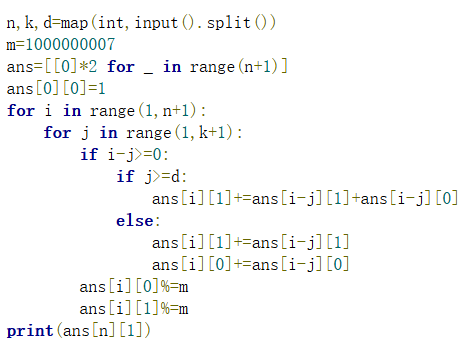 n,k,d=map(int,input().split())
m=1000000007
ans=[[0]*2 for _ in range(n+1)]
ans[0][0]=1
for i in range(1,n+1):
    for j in range(1,k+1):
        if i-j>=0:
            if j>=d:
                ans[i][1]+=ans[i-j][1]+ans[i-j][0]
            else:
                ans[i][1]+=ans[i-j][1]
                ans[i][0]+=ans[i-j][0]
        ans[i][0]%=m
        ans[i][1]%=m
print(ans[n][1])